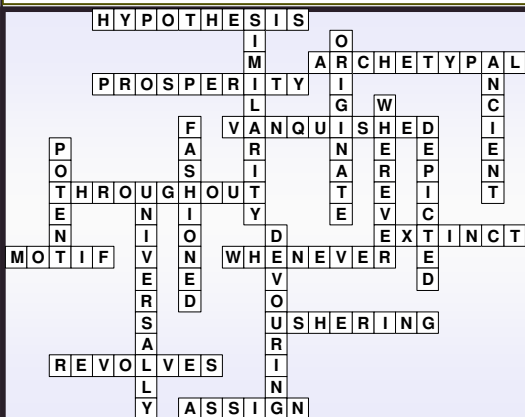 HYPOTHESIS
SIMILARITY
ORIGINATE
ARCHETYPAL
ANCIENT
PROSPERITY
WHEREVER
FASHIONED
VANQUISHED
DEPICTED
POTENT
THROUGHOUT
UNIVERSALLY
DEVOURING
EXTINCT
MOTIF
WHENEVER
USHERING
REVOLVES
ASSIGN